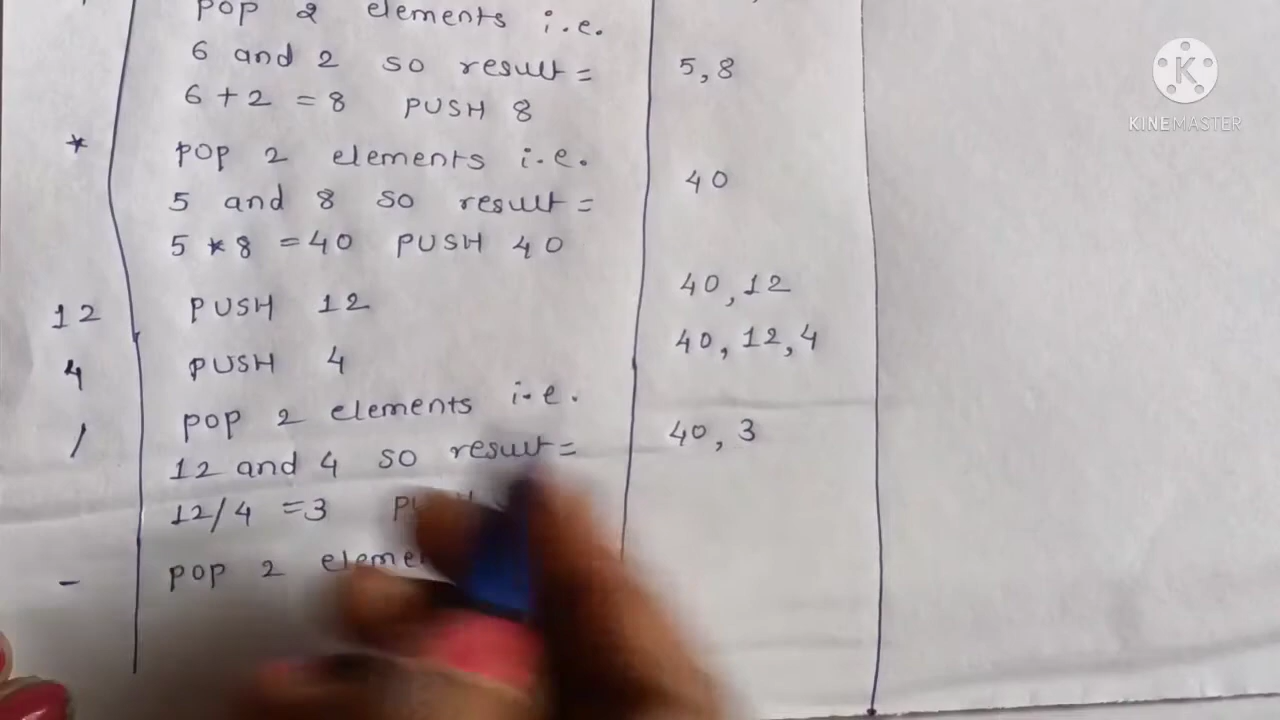 POP 2 elements i.e.
6 and 2 so result =
5,8
6 + 2 = 8 PUSH 8
* POP 2 elements i.e.
40
5 and 8 so result =
5 * 8 = 40 PUSH 40
12 PUSH 12 40,12
4 PUSH 4 40,12,4
/ POP 2 elements i.e.
40,3
12 and 4 so result =
12/4 = 3
- POP 2
KINEMASTER